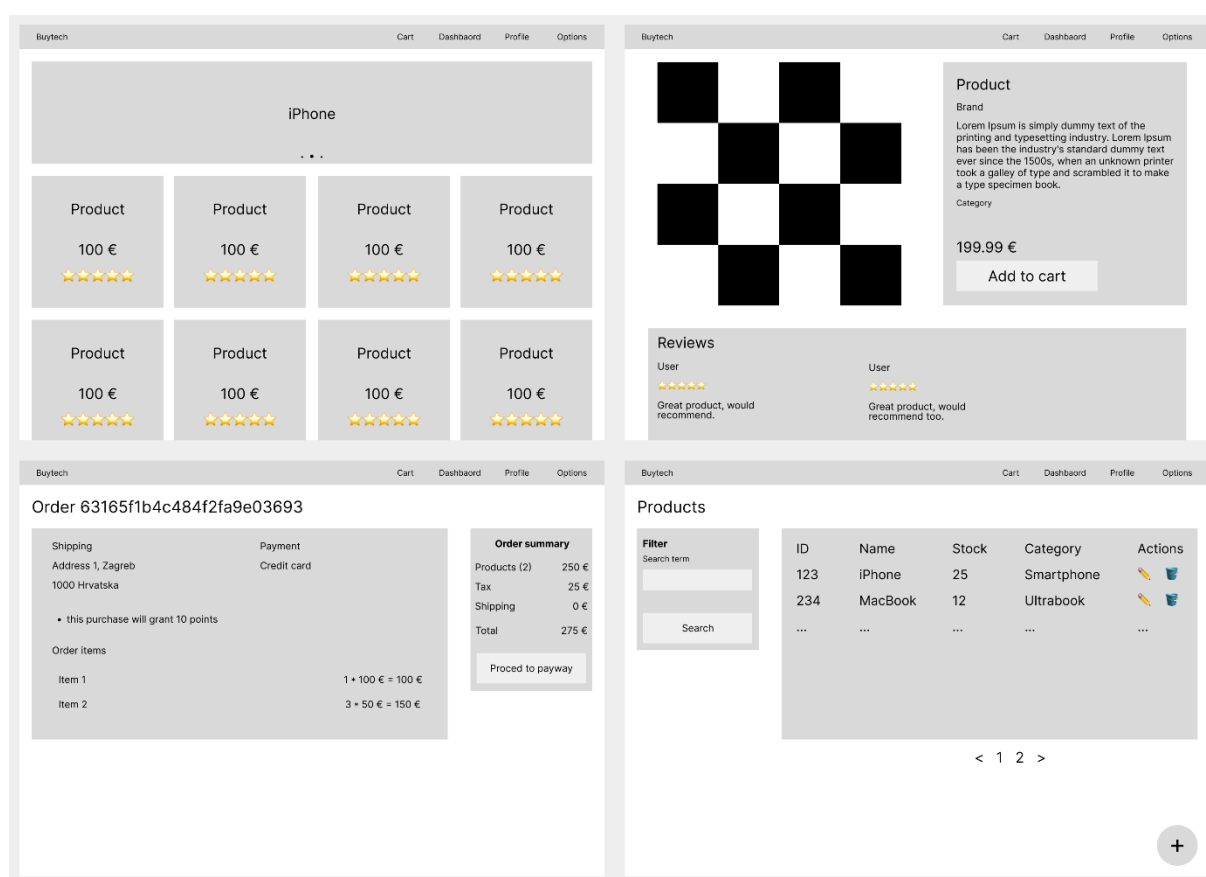 Buytech Cart Dashbaord Profile Options
iPhone
Product Product Product Product
100 € 100 € 100 € 100 €
Product Product Product Product
100 € 100 € 100 € 100 €
Buytech Cart Dashbaord Profile Options
Product
Brand
Lorem Ipsum is simply dummy text of the
printing and typesetting industry. Lorem Ipsum
has been the industry's standard dummy text
ever since the 1500s, when an unknown printer
took a galley of type and scrambled it to make
a type specimen book.
Category
199.99 €
Add to cart
Reviews
User
Great product, would
recommend.
User
Great product, would
recommend too.
Buytech Cart Dashbaord Profile Options
Order 63165f1b4c484f2fa9e03693
Shipping Payment
Address 1, Zagreb Credit card
1000 Hrvatska
• this purchase will grant 10 points
Order items
Item 1 1 * 100 € = 100 €
Item 2 3 * 50 € = 150 €
Order summary
Products (2) 250 €
Tax 25 €
Shipping 0 €
Total 275 €
Proced to payway
Buytech Cart Dashbaord Profile Options
Products
Filter
Search term
Search
ID Name Stock Category Actions
123 iPhone 25 Smartphone
234 MacBook 12 Ultrabook
... ... ... ... ...
< 1 2 >
+